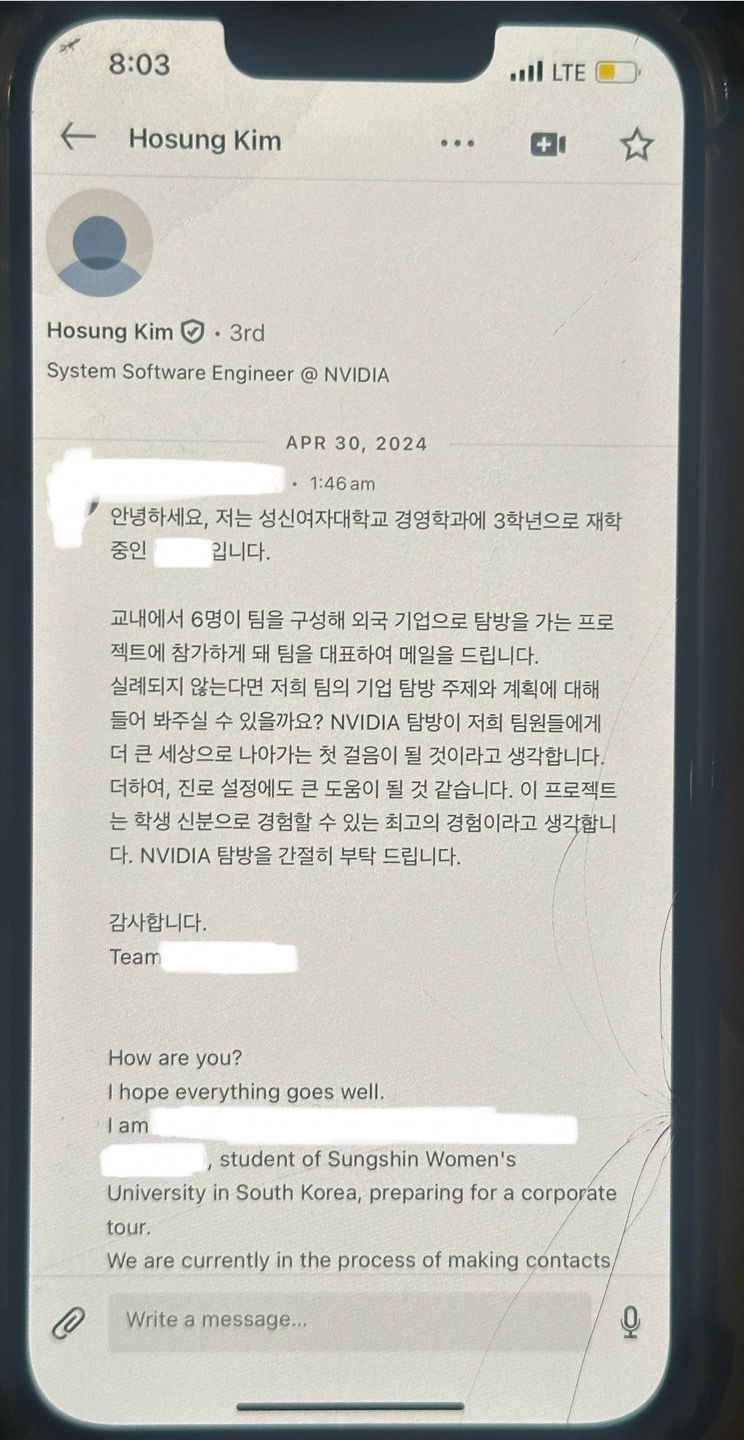 8:03
LTE
Hosung Kim
Hosung Kim · 3rd
System Software Engineer @ NVIDIA
APR 30, 2024
· 1:46 am
안녕하세요, 저는 성신여자대학교 경영학과에 3학년으로 재학
중인 입니다.
교내에서 6명이 팀을 구성해 외국 기업으로 탐방을 가는 프로
젝트에 참가하게 돼 팀을 대표하여 메일을 드립니다.
실례되지 않는다면 저희 팀의 기업 탐방 주제와 계획에 대해
들어 봐주실 수 있을까요? NVIDIA 탐방이 저희 팀원들에게
더 큰 세상으로 나아가는 첫 걸음이 될 것이라고 생각합니다.
더하여, 진로 설정에도 큰 도움이 될 것 같습니다. 이 프로젝트
는 학생 신분으로 경험할 수 있는 최고의 경험이라고 생각합니
다. NVIDIA 탐방을 간절히 부탁 드립니다.
감사합니다.
Team
How are you?
I hope everything goes well.
I am
, student of Sungshin Women's
University in South Korea, preparing for a corporate
tour.
We are currently in the process of making contacts
Write a message...